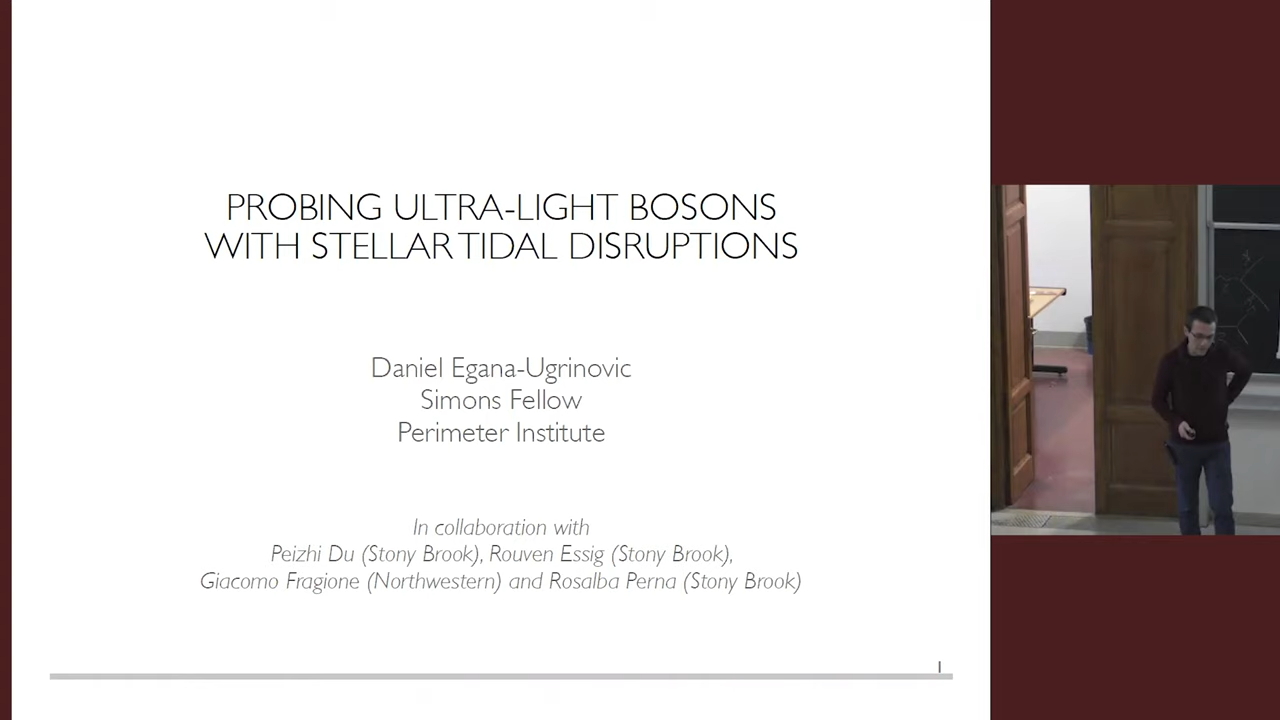 PROBING ULTRA-LIGHT BOSONS
WITH STELLAR TIDAL DISRUPTIONS
Daniel Egana-Ugrinovic
Simons Fellow
Perimeter Institute
In collaboration with
Peizhi Du (Stony Brook), Rouven Essig (Stony Brook),
Giacomo Fragione (Northwestern) and Rosalba Perna (Stony Brook)
1